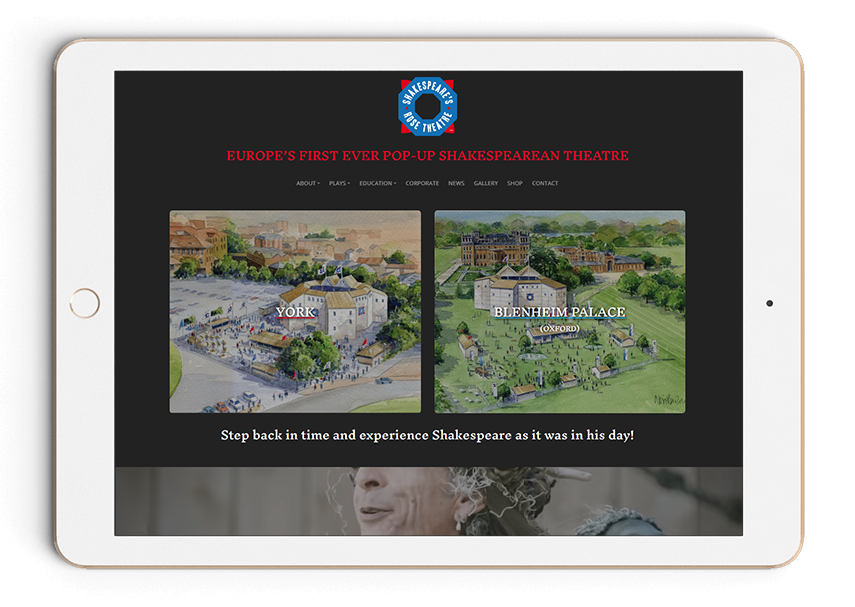 SHAKESPEARE'S
ROSE THEATRE
EUROPE'S FIRST EVER POP-UP SHAKESPEAREAN THEATRE
ABOUT PLAYS EDUCATION CORPORATE NEWS GALLERY SHOP CONTACT
YORK
BLENHEIM PALACE
(OXFORD)
Step back in time and experience Shakespeare as it was in his day!